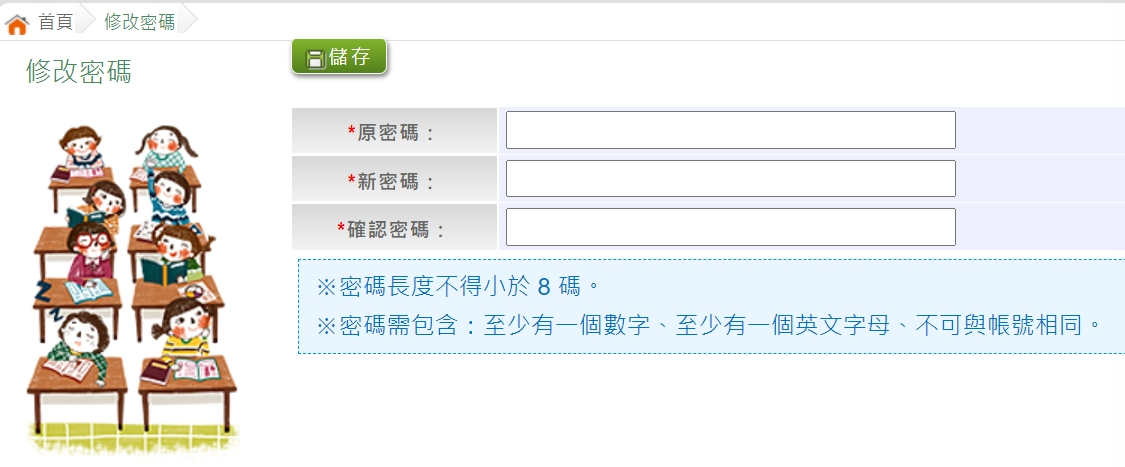 首頁 修改密碼
修改密碼
儲存
*原密碼：
*新密碼：
*確認密碼：
※密碼長度不得小於 8 碼。
※密碼需包含：至少有一個數字、至少有一個英文字母、不可與帳號相同。
Z
Z